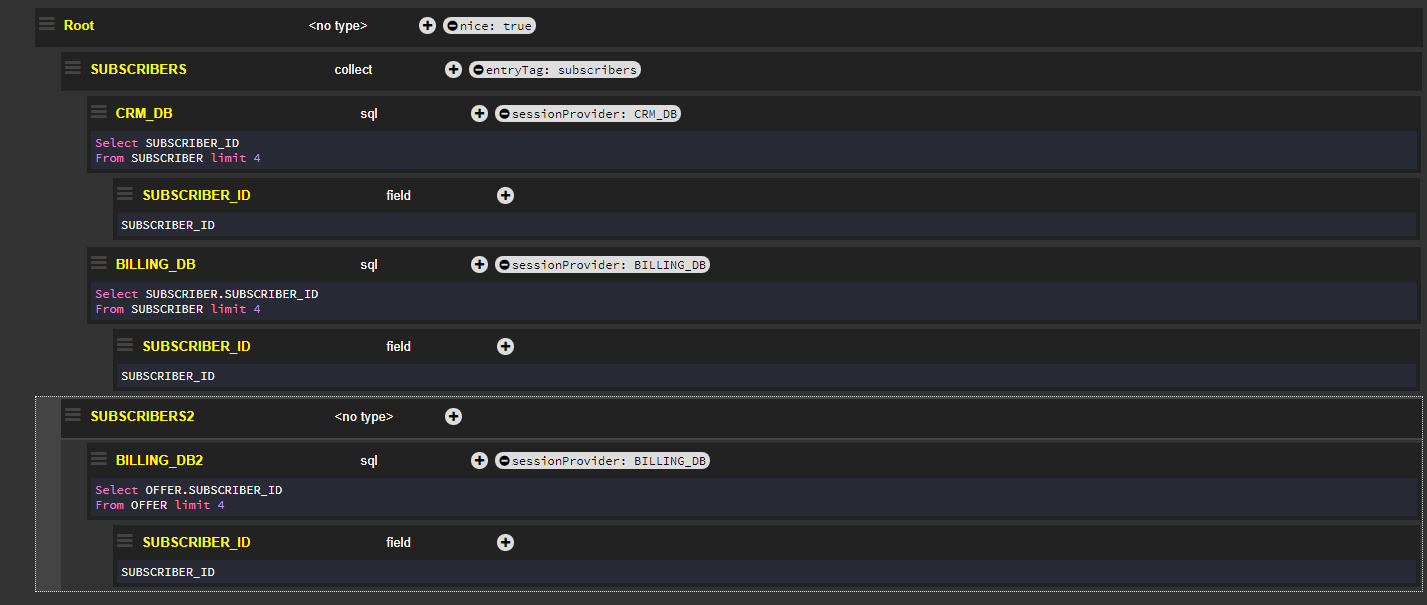 Root <no type> nice: true
SUBSCRIBERS collect entryTag: subscribers
CRM_DB sql sessionProvider: CRM_DB
Select SUBSCRIBER_ID
From SUBSCRIBER limit 4
SUBSCRIBER_ID field
SUBSCRIBER_ID
BILLING_DB sql sessionProvider: BILLING_DB
Select SUBSCRIBER.SUBSCRIBER_ID
From SUBSCRIBER limit 4
SUBSCRIBER_ID field
SUBSCRIBER_ID
SUBSCRIBERS2 <no type>
BILLING_DB2 sql sessionProvider: BILLING_DB
Select OFFER.SUBSCRIBER_ID
From OFFER limit 4
SUBSCRIBER_ID field
SUBSCRIBER_ID